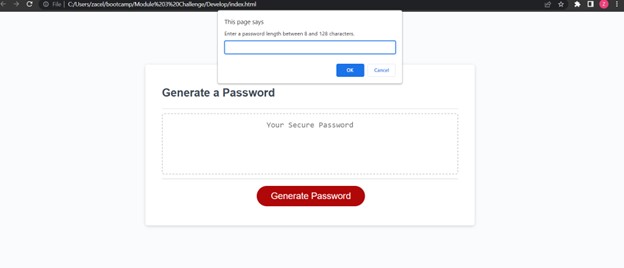 File | C:/Users/zacel/bootcamp/Module%203%20Challenge/Develop/index.html
This page says
Enter a password length between 8 and 128 characters.
OK Cancel
Generate a Password
Your Secure Password
Generate Password